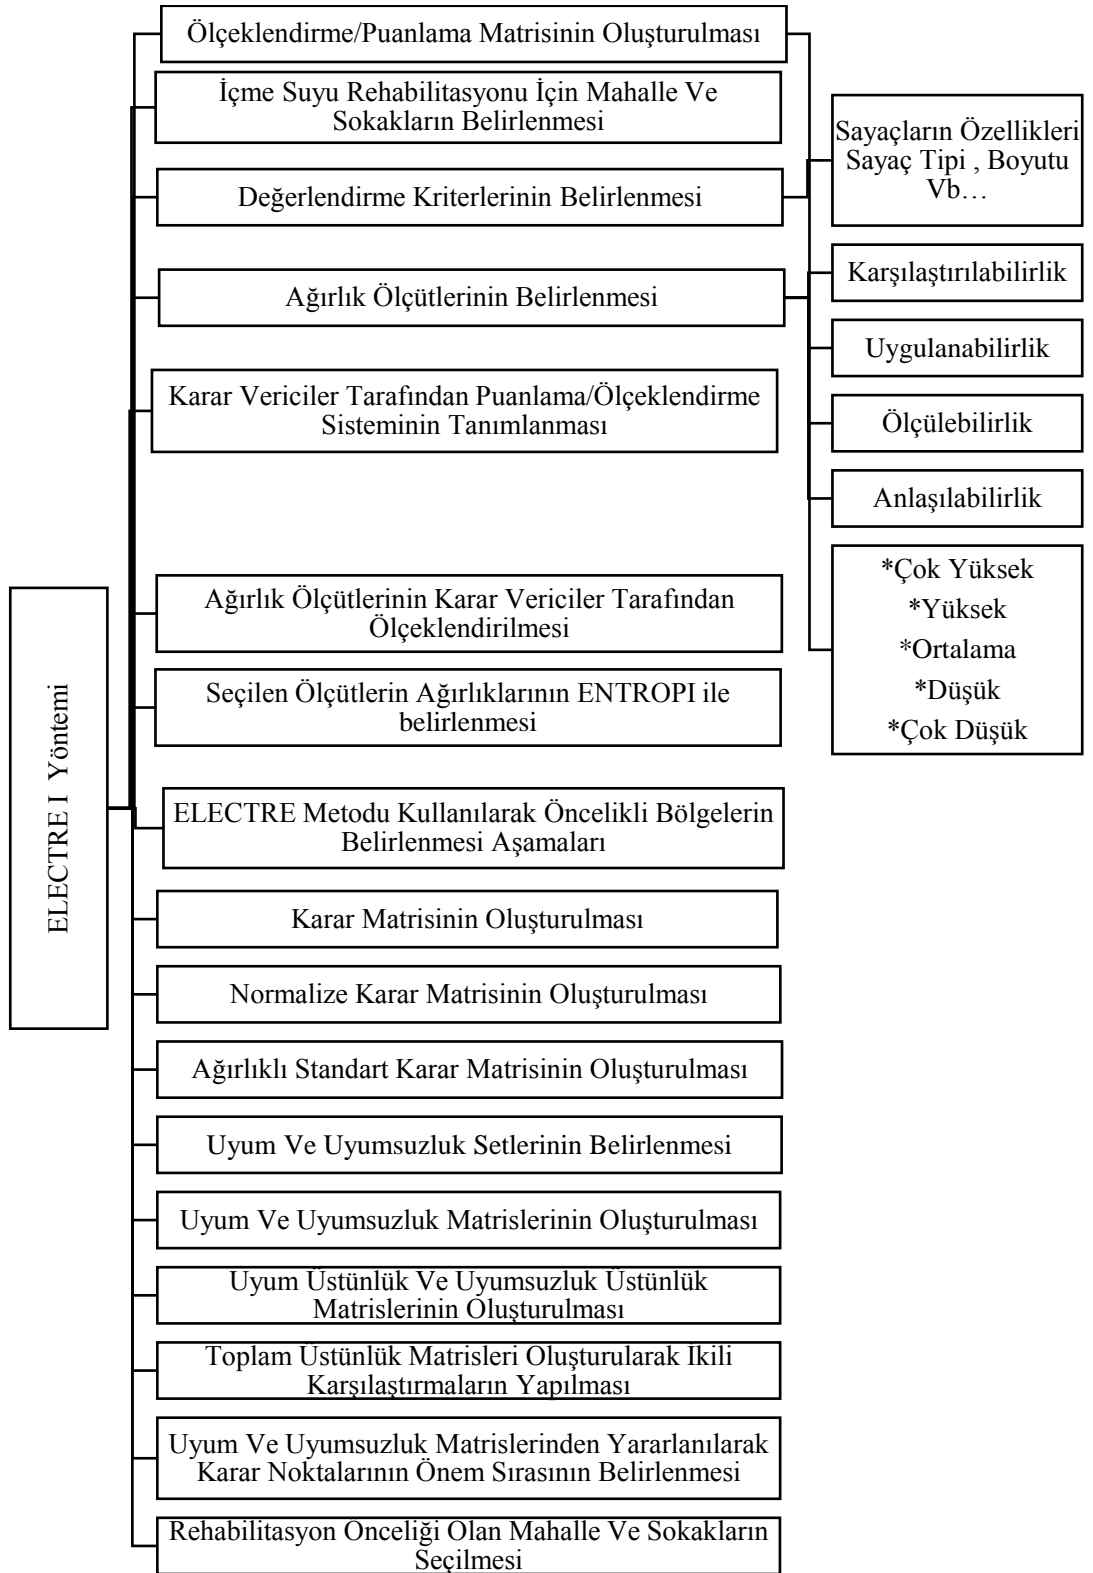 Ölçeklendirme/Puanlama Matrisinin Oluşturulması
İçme Suyu Rehabilitasyonu İçin Mahalle Ve
Sokakların Belirlenmesi
Değerlendirme Kriterlerinin Belirlenmesi
Ağırlık Ölçütlerinin Belirlenmesi
Karar Vericiler Tarafından Puanlama/Ölçeklendirme
Sisteminin Tanımlanması
Ağırlık Ölçütlerinin Karar Vericiler Tarafından
Ölçeklendirilmesi
Seçilen Ölçütlerin Ağırlıklarının ENTROPI ile
belirlenmesi
ELECTRE Metodu Kullanılarak Öncelikli Bölgelerin
Belirlenmesi Aşamaları
Karar Matrisinin Oluşturulması
Normalize Karar Matrisinin Oluşturulması
Ağırlıklı Standart Karar Matrisinin Oluşturulması
Uyum Ve Uyumsuzluk Setlerinin Belirlenmesi
Uyum Ve Uyumsuzluk Matrislerinin Oluşturulması
Uyum Üstünlük Ve Uyumsuzluk Üstünlük
Matrislerinin Oluşturulması
Toplam Üstünlük Matrisleri Oluşturularak İkili
Karşılaştırmaların Yapılması
Uyum Ve Uyumsuzluk Matrislerinden Yararlanılarak
Karar Noktalarının Önem Sırasının Belirlenmesi
Rehabilitasyon Önceliği Olan Mahalle Ve Sokakların
Seçilmesi
ELECTRE I Yöntemi
Sayaçların Özellikleri
Sayaç Tipi , Boyutu
Vb…
Karşılaştırılabilirlik
Uygulanabilirlik
Ölçülebilirlik
Anlaşılabilirlik
*Çok Yüksek
*Yüksek
*Ortalama
*Düşük
*Çok Düşük